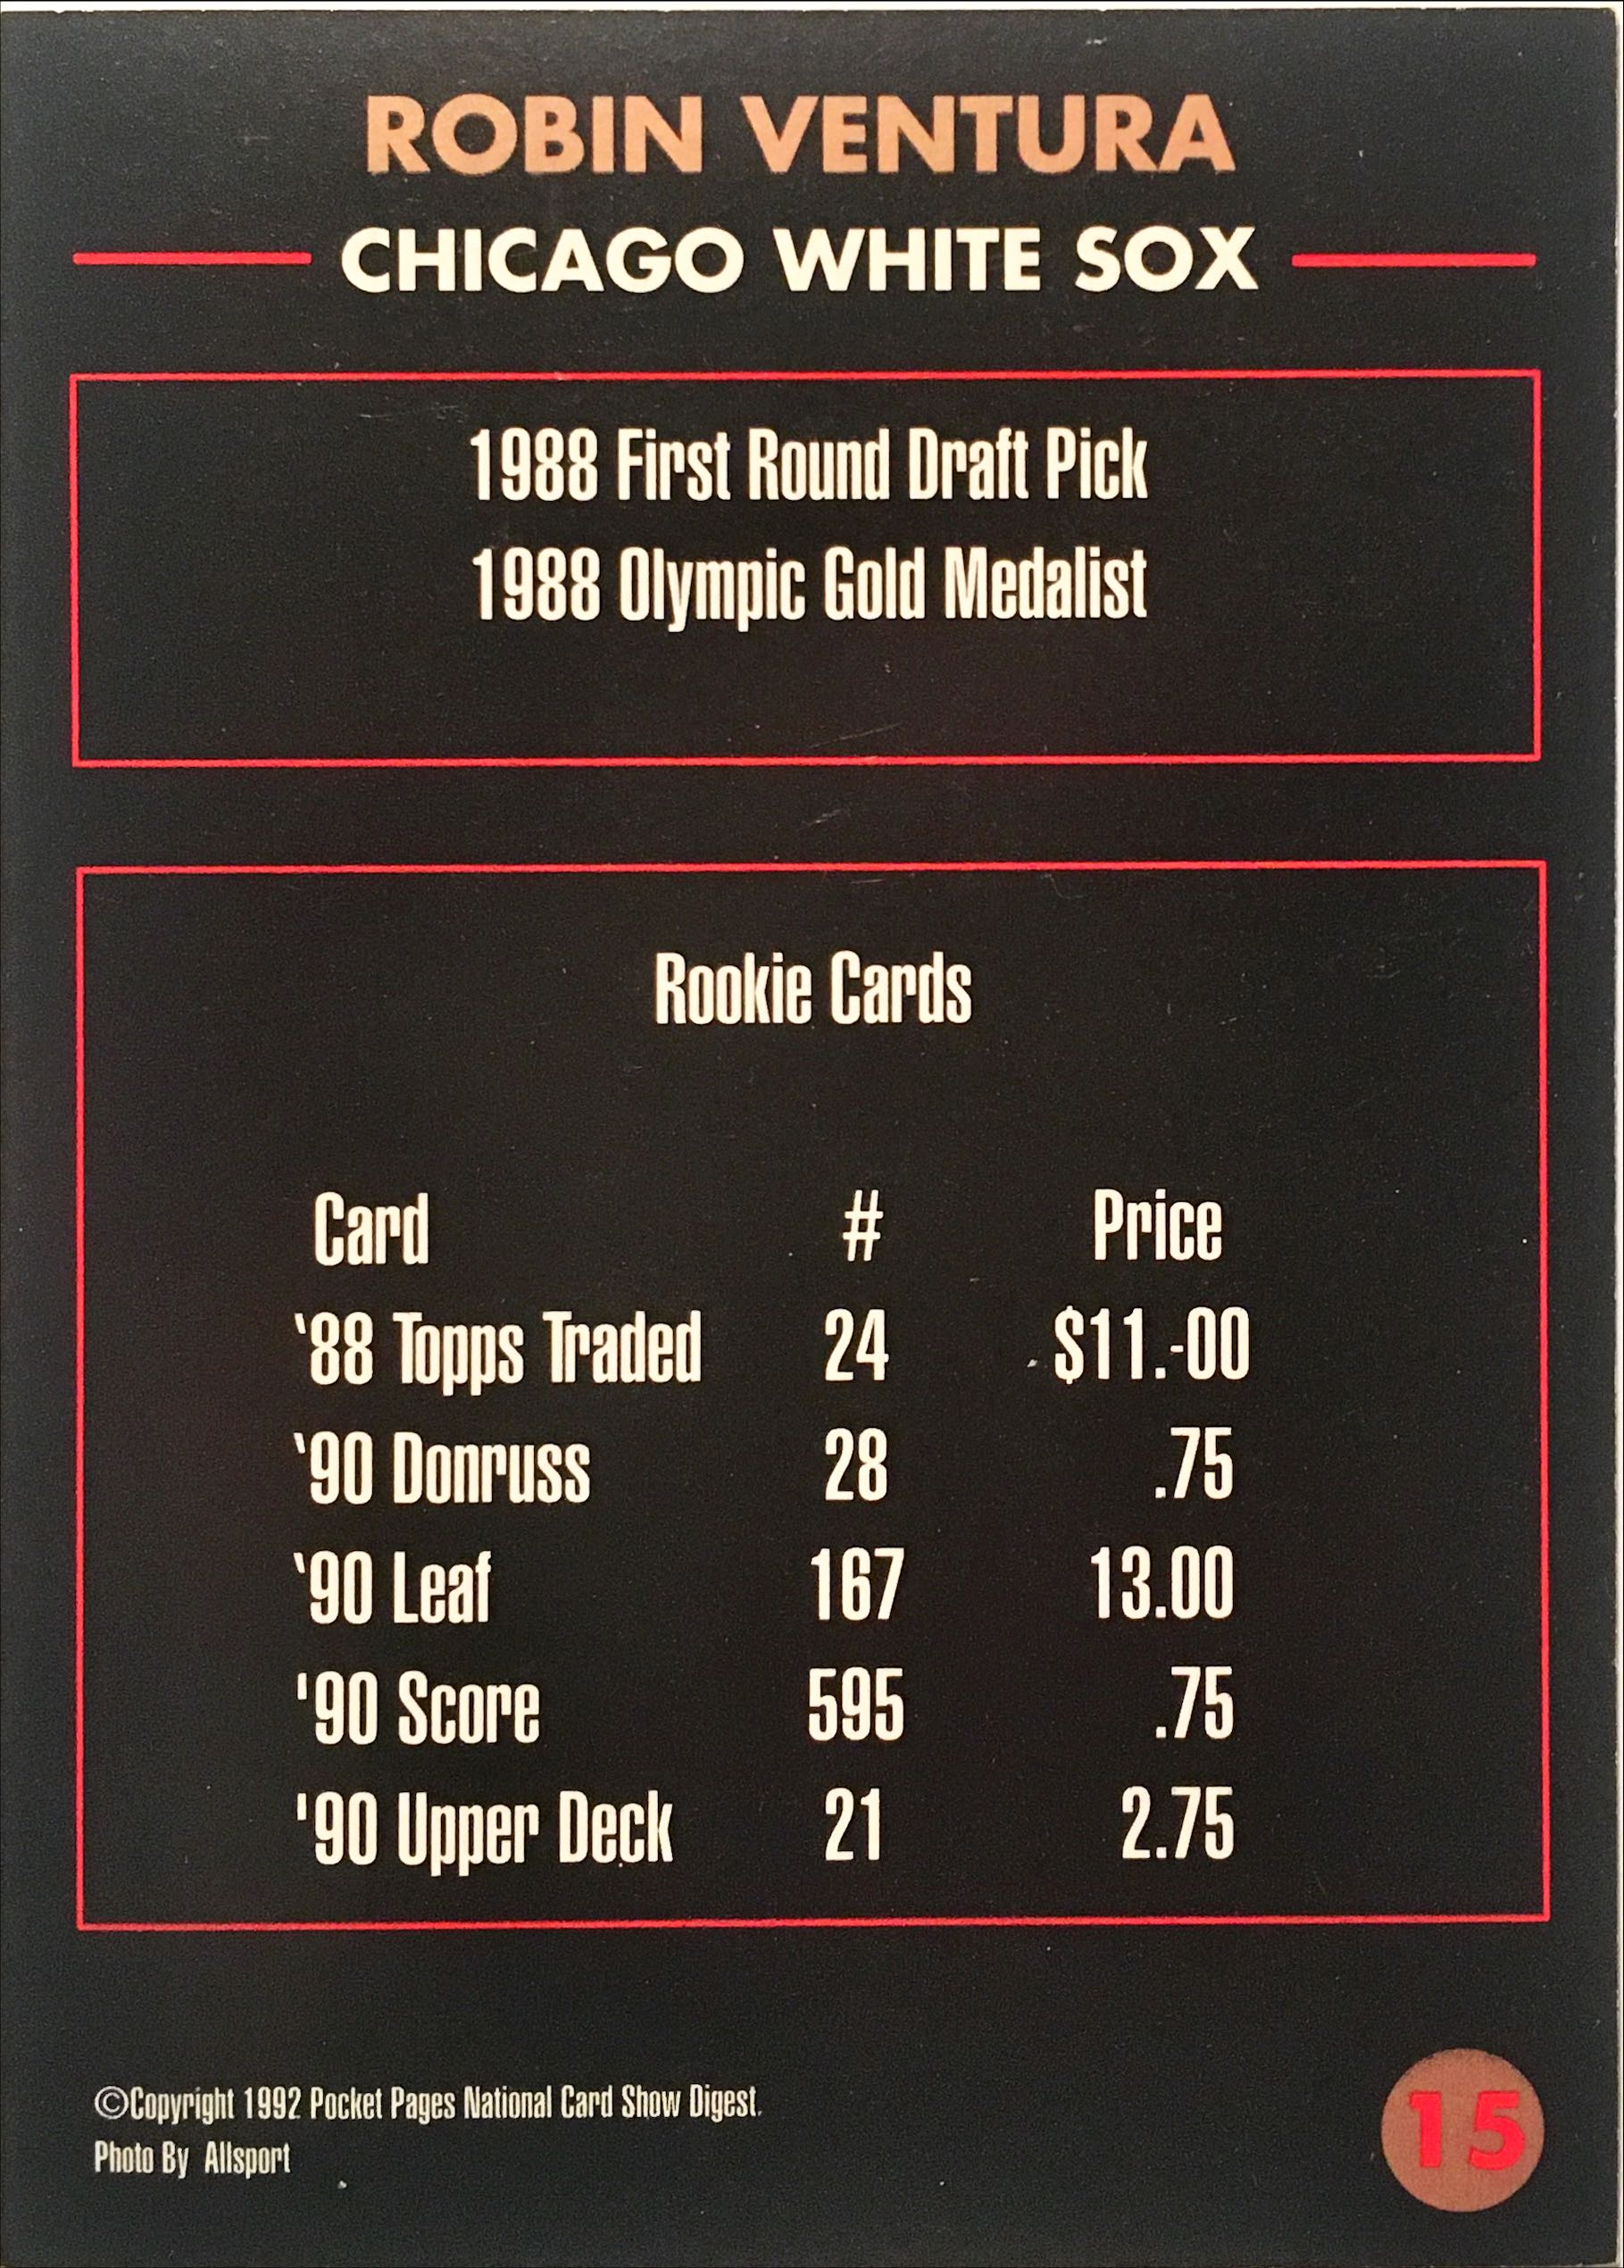 ROBIN VENTURA
CHICAGO WHITE SOX
1988 First Round Draft Pick
1988 Olympic Gold Medalist
Rookie Cards
Card # Price
'88 Topps Traded 24 $11.-00
'90 Donruss 28 .75
'90 Leaf 167 13.00
'90 Score 595 .75
'90 Upper Deck 21 2.75
©Copyright 1992 Pocket Pages National Card Show Digest.
Photo By Allsport
15